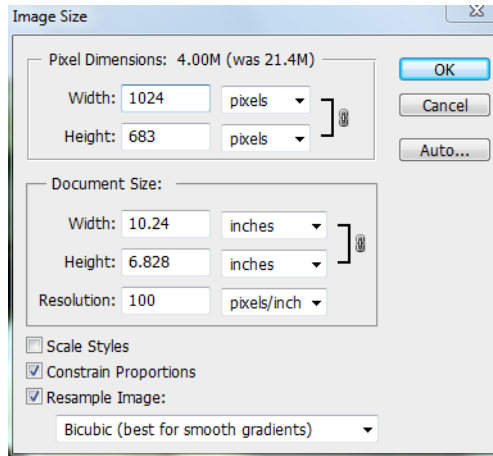 Image Size
Pixel Dimensions: 4.00M (was 21.4M)
OK
Width: 1024 pixels
Cancel
Height: 683 pixels
Auto...
Document Size:
Width: 10.24 inches
Height: 6.828 inches
Resolution: 100 pixels/inch
Scale Styles
Constrain Proportions
Resample Image:
Bicubic (best for smooth gradients)